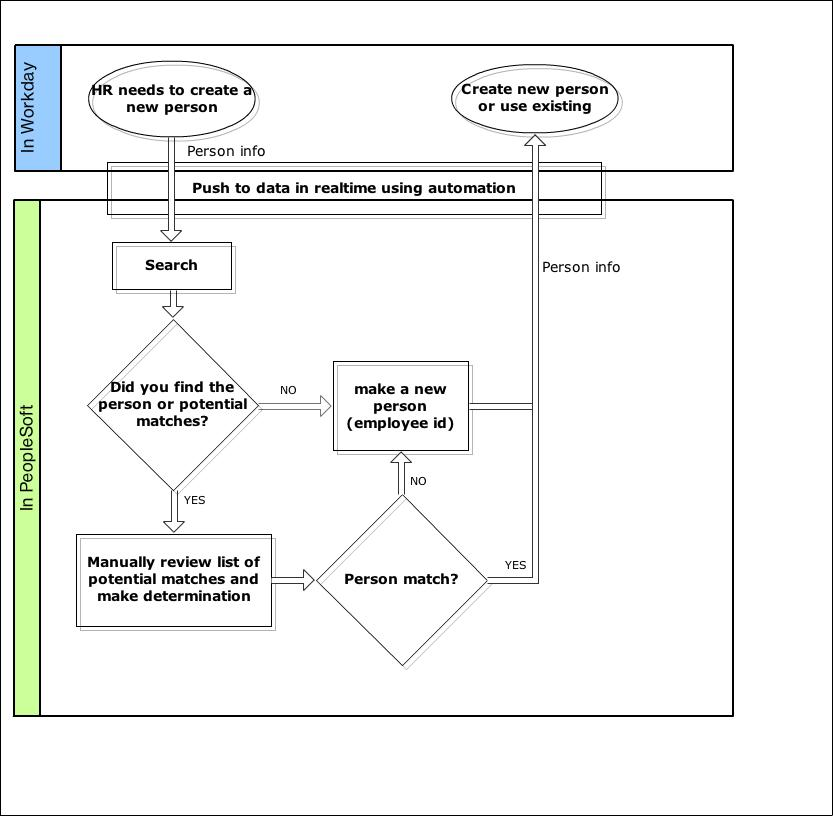 In Workday
HR needs to create a
new person
Create new person
or use existing
Person info
Push to data in realtime using automation
In PeopleSoft
Search
Person info
Did you find the
person or potential
matches?
NO
make a new
person
(employee id)
YES
NO
Manually review list of
potential matches and
make determination
Person match?
YES